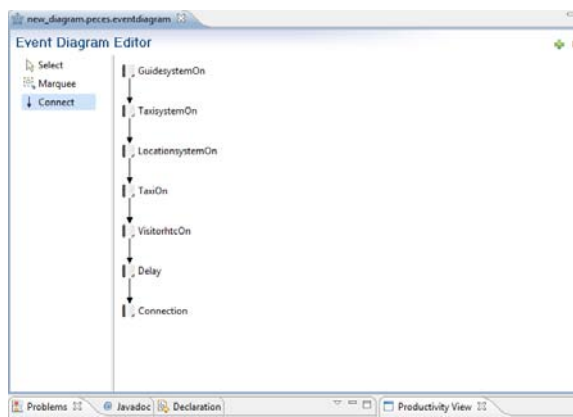 new_diagram.peces.eventdiagram
Event Diagram Editor
Select
Marquee
Connect
GuidesystemOn
TaxisystemOn
LocationsystemOn
TaxiOn
VisitorhtcOn
Delay
Connection
Problems @ Javadoc Declaration Productivity View